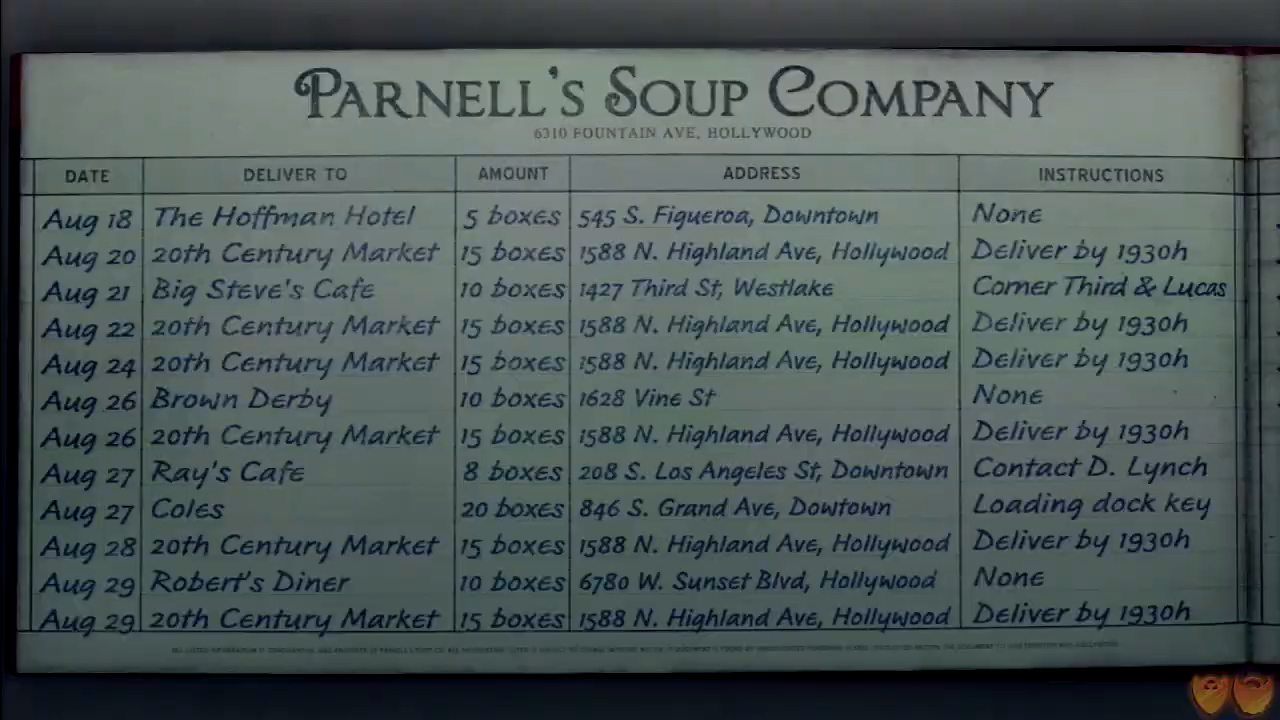 PARNELL'S SOUP COMPANY
6310 FOUNTAIN AVE, HOLLYWOOD
DATE DELIVER TO AMOUNT ADDRESS INSTRUCTIONS
Aug 18 The Hoffman Hotel 5 boxes 545 S. Figueroa, Downtown None
Aug 20 20th Century Market 15 boxes 1588 N. Highland Ave, Hollywood Deliver by 1930h
Aug 21 Big Steve's Cafe 10 boxes 1427 Third St, Westlake Corner Third & Lucas
Aug 22 20th Century Market 15 boxes 1588 N. Highland Ave, Hollywood Deliver by 1930h
Aug 24 20th Century Market 15 boxes 1588 N. Highland Ave, Hollywood Deliver by 1930h
Aug 26 Brown Derby 10 boxes 1628 Vine St None
Aug 26 20th Century Market 15 boxes 1588 N. Highland Ave, Hollywood Deliver by 1930h
Aug 27 Ray's Cafe 8 boxes 208 S. Los Angeles St, Downtown Contact D. Lynch
Aug 27 Coles 20 boxes 846 S. Grand Ave, Dowtown Loading dock key
Aug 28 20th Century Market 15 boxes 1588 N. Highland Ave, Hollywood Deliver by 1930h
Aug 29 Robert's Diner 10 boxes 6780 W. Sunset Blvd, Hollywood None
Aug 29 20th Century Market 15 boxes 1588 N. Highland Ave, Hollywood Deliver by 1930h